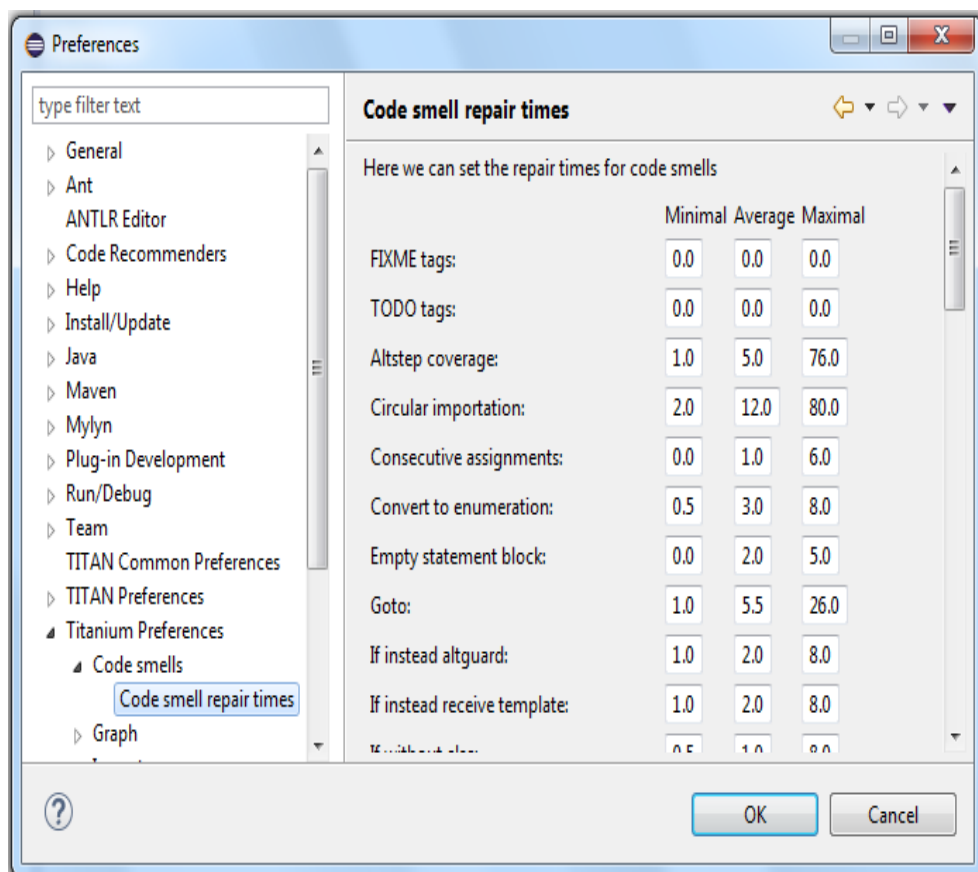 Preferences
type filter text
General
Ant
ANTLR Editor
Code Recommenders
Help
Install/Update
Java
Maven
Mylyn
Plug-in Development
Run/Debug
Team
TITAN Common Preferences
TITAN Preferences
Titanium Preferences
Code smells
Code smell repair times
Graph
Code smell repair times
Here we can set the repair times for code smells
Minimal Average Maximal
FIXME tags: 0.0 0.0 0.0
TODO tags: 0.0 0.0 0.0
Altstep coverage: 1.0 5.0 76.0
Circular importation: 2.0 12.0 80.0
Consecutive assignments: 0.0 1.0 6.0
Convert to enumeration: 0.5 3.0 8.0
Empty statement block: 0.0 2.0 5.0
Goto: 1.0 5.5 26.0
If instead altguard: 1.0 2.0 8.0
If instead receive template: 1.0 2.0 8.0
OK Cancel